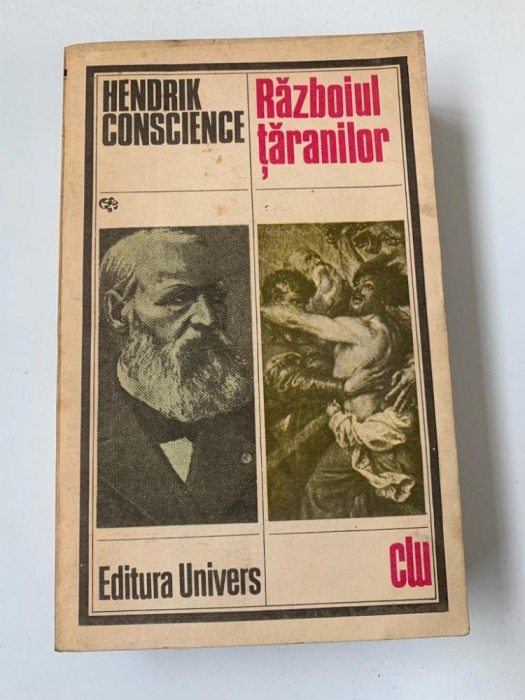 HENDRIK
CONSCIENCE
Războiul
țăranilor
Editura Univers
clu